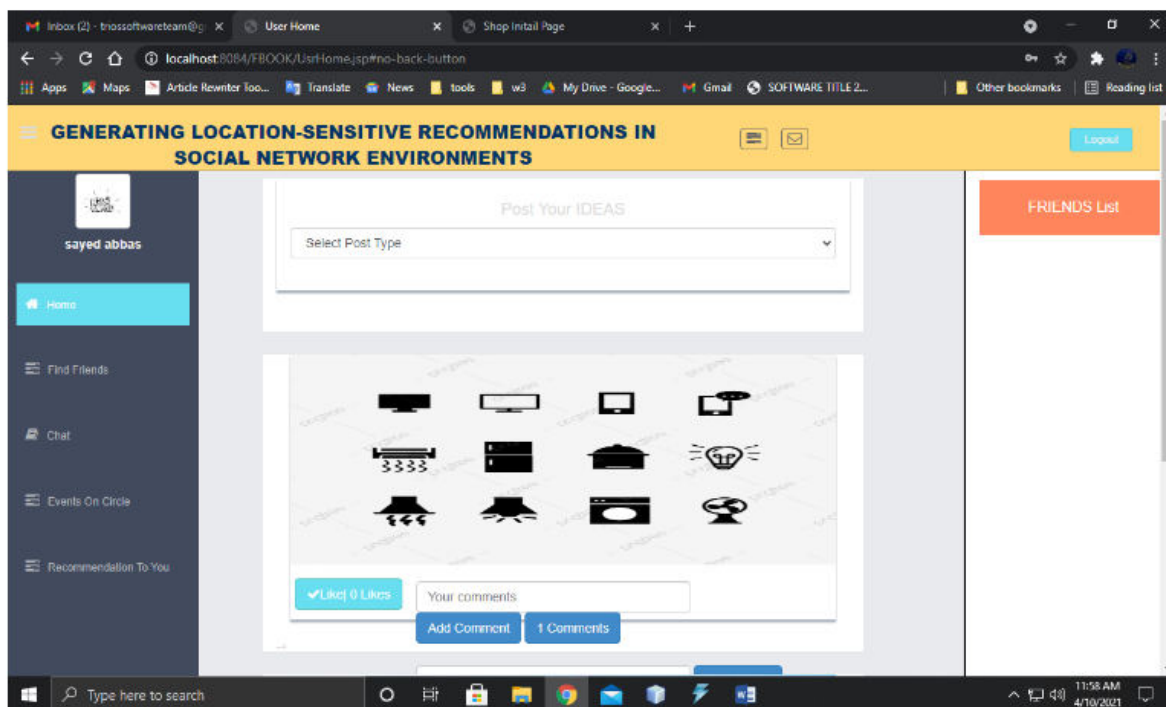 Inbox (2) - triossoftwareteam@g
User Home
Shop Initail Page
localhost:8084/FBOOK/UsrHome.jsp#no-back-button
Apps Maps Article Rewriter Too... Translate News tools w3 My Drive - Google... Gmail SOFTWARE TITLE 2... Other bookmarks Reading list
GENERATING LOCATION-SENSITIVE RECOMMENDATIONS IN
SOCIAL NETWORK ENVIRONMENTS
Logout
sayed abbas
Home
Find Friends
Chat
Events On Circle
Recommendation To You
Post Your IDEAS
Select Post Type
Like| 0 Likes
Your comments
Add Comment
1 Comments
FRIENDS List
Type here to search
11:58 AM
4/10/2021